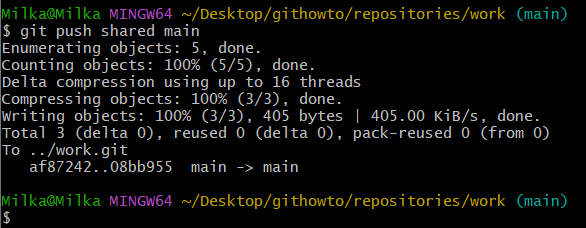 Milka@Milka MINGW64 ~/Desktop/githowto/repositories/work (main)
$ git push shared main
Enumerating objects: 5, done.
Counting objects: 100% (5/5), done.
Delta compression using up to 16 threads
Compressing objects: 100% (3/3), done.
Writing objects: 100% (3/3), 405 bytes | 405.00 KiB/s, done.
Total 3 (delta 0), reused 0 (delta 0), pack-reused 0 (from 0)
To ../work.git
   af87242..08bb955  main -> main
Milka@Milka MINGW64 ~/Desktop/githowto/repositories/work (main)
$